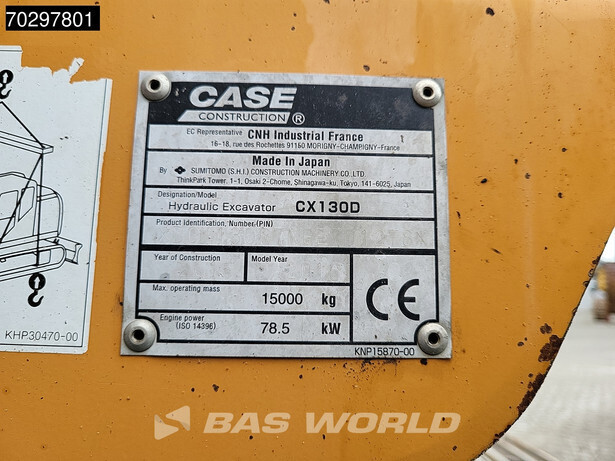 70297801
CASE
CONSTRUCTION ®
EC Representative CNH Industrial France 1
16-18, rue des Rochettes 91160 MORIGNY-CHAMPIGNY-France
Made In Japan
By SUMITOMO (S.H.I.) CONSTRUCTION MACHINERY CO.,LTD.
ThinkPark Tower, 1-1, Osaki 2-Chome, Shinagawa-ku, Tokyo, 141-6025, Japan
Designation/Model
Hydraulic Excavator CX130D
Product Identification, Number (PIN)
Year of Construction Model Year
Max. operating mass
15000 kg
Engine power
(ISO 14396) 78.5 kW
CE
KNP15870-00
KHP30470-00
BAS WORLD